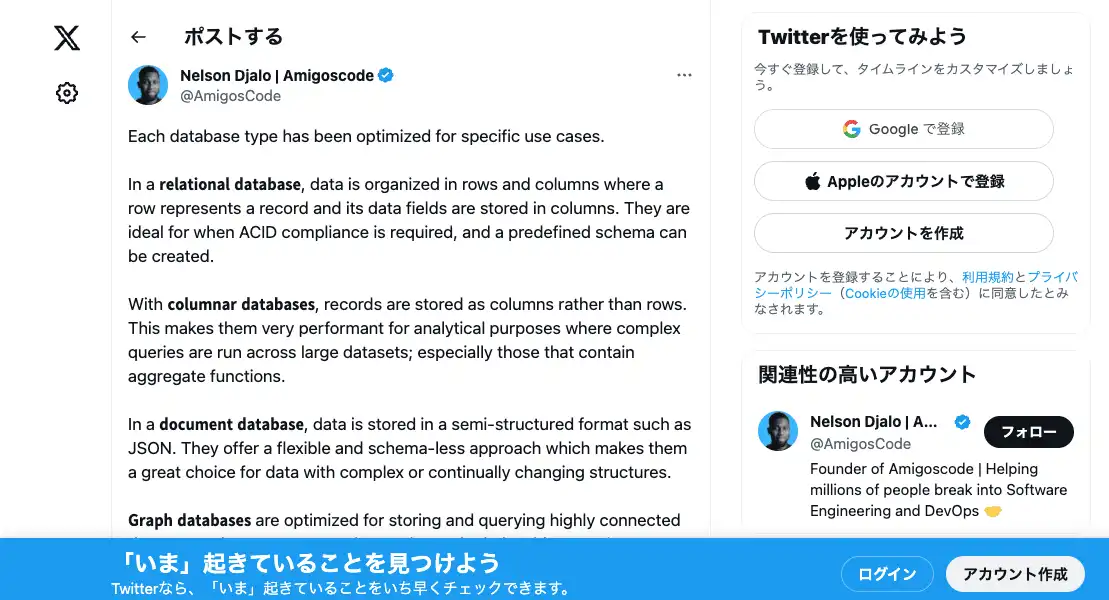 ポストする
Nelson Djalo | Amigoscode
@AmigosCode
Each database type has been optimized for specific use cases.
In a relational database, data is organized in rows and columns where a
row represents a record and its data fields are stored in columns. They are
ideal for when ACID compliance is required, and a predefined schema can
be created.
With columnar databases, records are stored as columns rather than rows.
This makes them very performant for analytical purposes where complex
queries are run across large datasets; especially those that contain
aggregate functions.
In a document database, data is stored in a semi-structured format such as
JSON. They offer a flexible and schema-less approach which makes them
a great choice for data with complex or continually changing structures.
Graph databases are optimized for storing and querying highly connected
Twitterを使ってみよう
今すぐ登録して、タイムラインをカスタマイズしましょ
う。
Google で登録
Appleのアカウントで登録
アカウントを作成
アカウントを登録することにより、利用規約とプライバ
シーポリシー（Cookieの使用を含む）に同意したとみ
なされます。
関連性の高いアカウント
Nelson Djalo | A...
@AmigosCode
フォロー
Founder of Amigoscode | Helping
millions of people break into Software
Engineering and DevOps
「いま」起きていることを見つけよう
Twitterなら、「いま」起きていることをいち早くチェックできます。
ログイン
アカウント作成